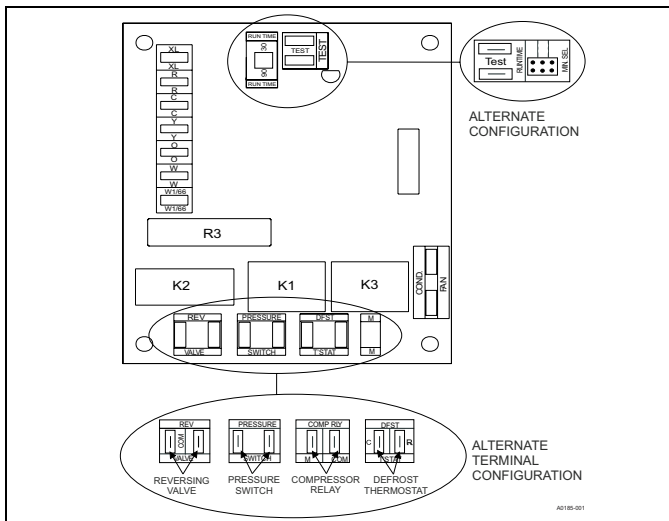 RUN TIME
30
90
RUN TIME
TEST
TEST
Test
RUNTIME
MIN. SEL
ALTERNATE
CONFIGURATION
XL
XL
R
R
C
C
Y
Y
O
O
W
W
W1/66
W1/66
R3
K2
K1
K3
COND.
FAN
REV
VALVE
PRESSURE
SWITCH
DFST
T'STAT
M
M
REV
COM
VALVE
PRESSURE
SWITCH
COMP RLY
M
COM
DFST
C
R
T'STAT
REVERSING
VALVE
PRESSURE
SWITCH
COMPRESSOR
RELAY
DEFROST
THERMOSTAT
ALTERNATE
TERMINAL
CONFIGURATION
A0185-001